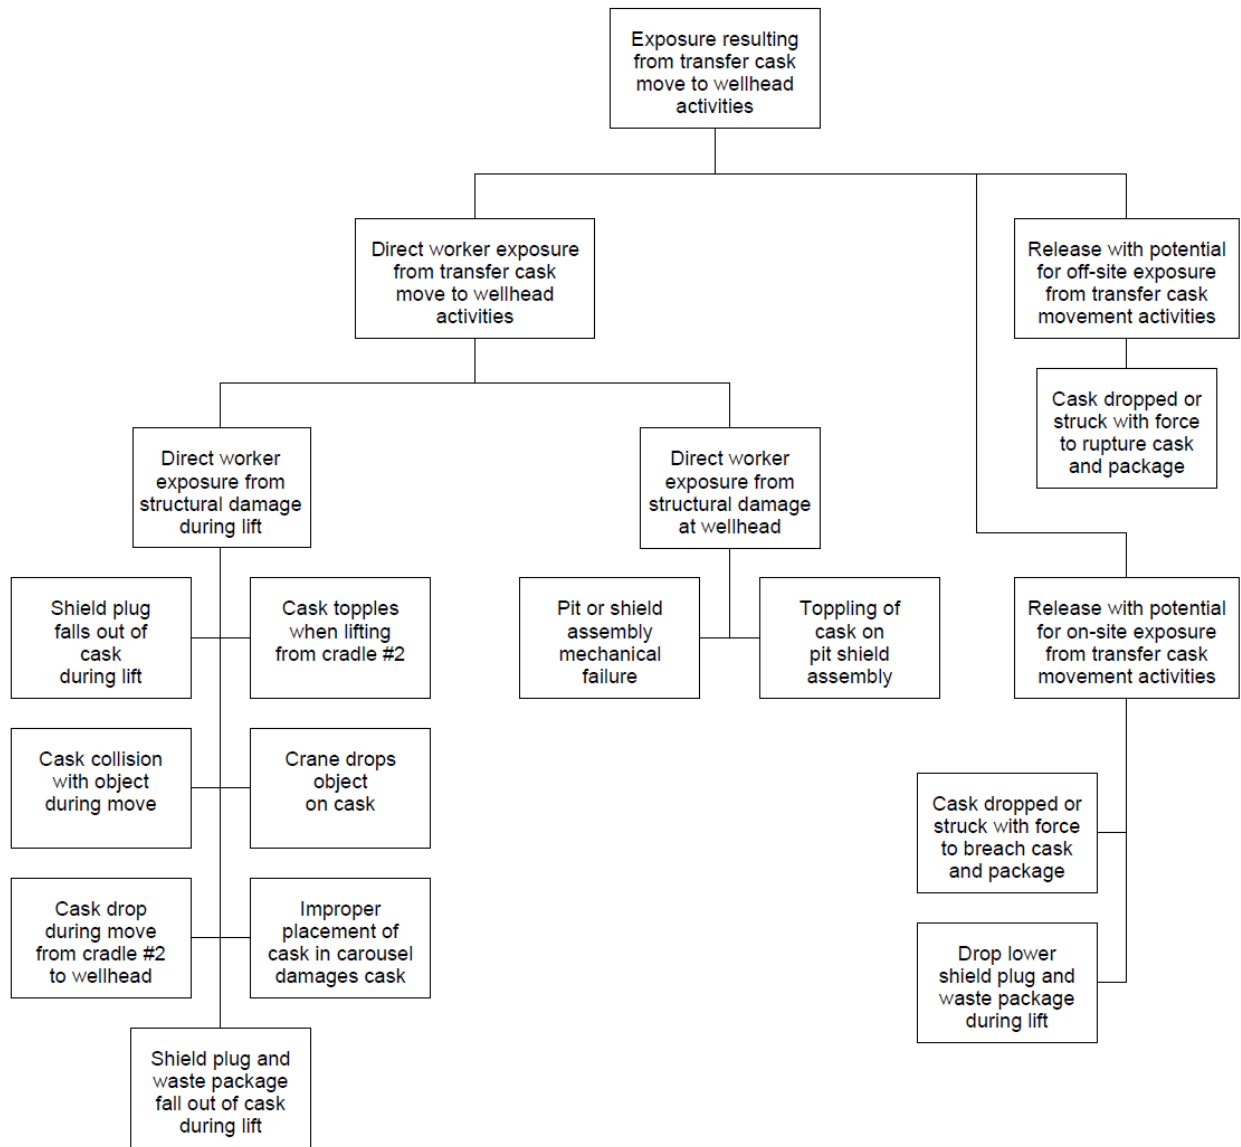 Exposure resulting
from transfer cask
move to wellhead
activities
Direct worker exposure
from transfer cask
move to wellhead
activities
Release with potential
for off-site exposure
from transfer cask
movement activities
Cask dropped or
struck with force
to rupture cask
and package
Direct worker
exposure from
structural damage
during lift
Direct worker
exposure from
structural damage
at wellhead
Shield plug
falls out of
cask
during lift
Cask topples
when lifting
from cradle #2
Pit or shield
assembly
mechanical
failure
Toppling of
cask on
pit shield
assembly
Release with potential
for on-site exposure
from transfer cask
movement activities
Cask collision
with object
during move
Crane drops
object
on cask
Cask dropped or
struck with force
to breach cask
and package
Cask drop
during move
from cradle #2
to wellhead
Improper
placement of
cask in carousel
damages cask
Drop lower
shield plug and
waste package
during lift
Shield plug and
waste package
fall out of cask
during lift